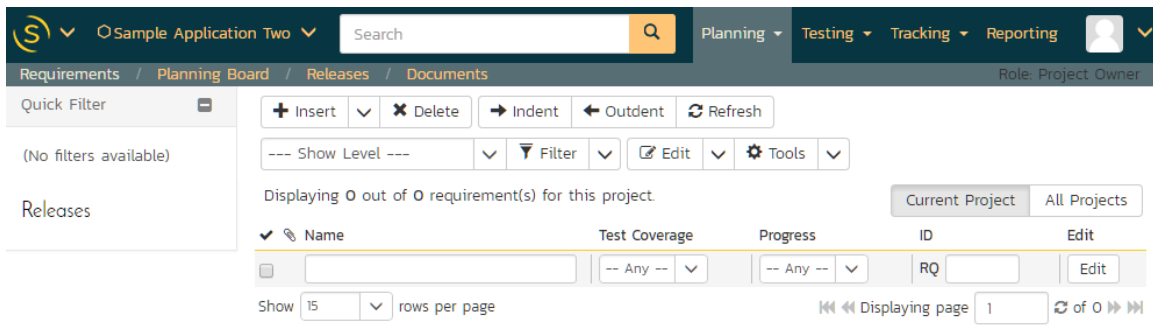 Sample Application Two Search Planning Testing Tracking Reporting
Requirements / Planning Board / Releases / Documents Role: Project Owner
Quick Filter
(No filters available)
Releases
Insert Delete Indent Outdent Refresh
--- Show Level --- Filter Edit Tools
Displaying 0 out of 0 requirement(s) for this project.
Current Project All Projects
Name Test Coverage Progress ID Edit
-- Any -- -- Any -- RQ Edit
Show 15 rows per page Displaying page 1 of 0